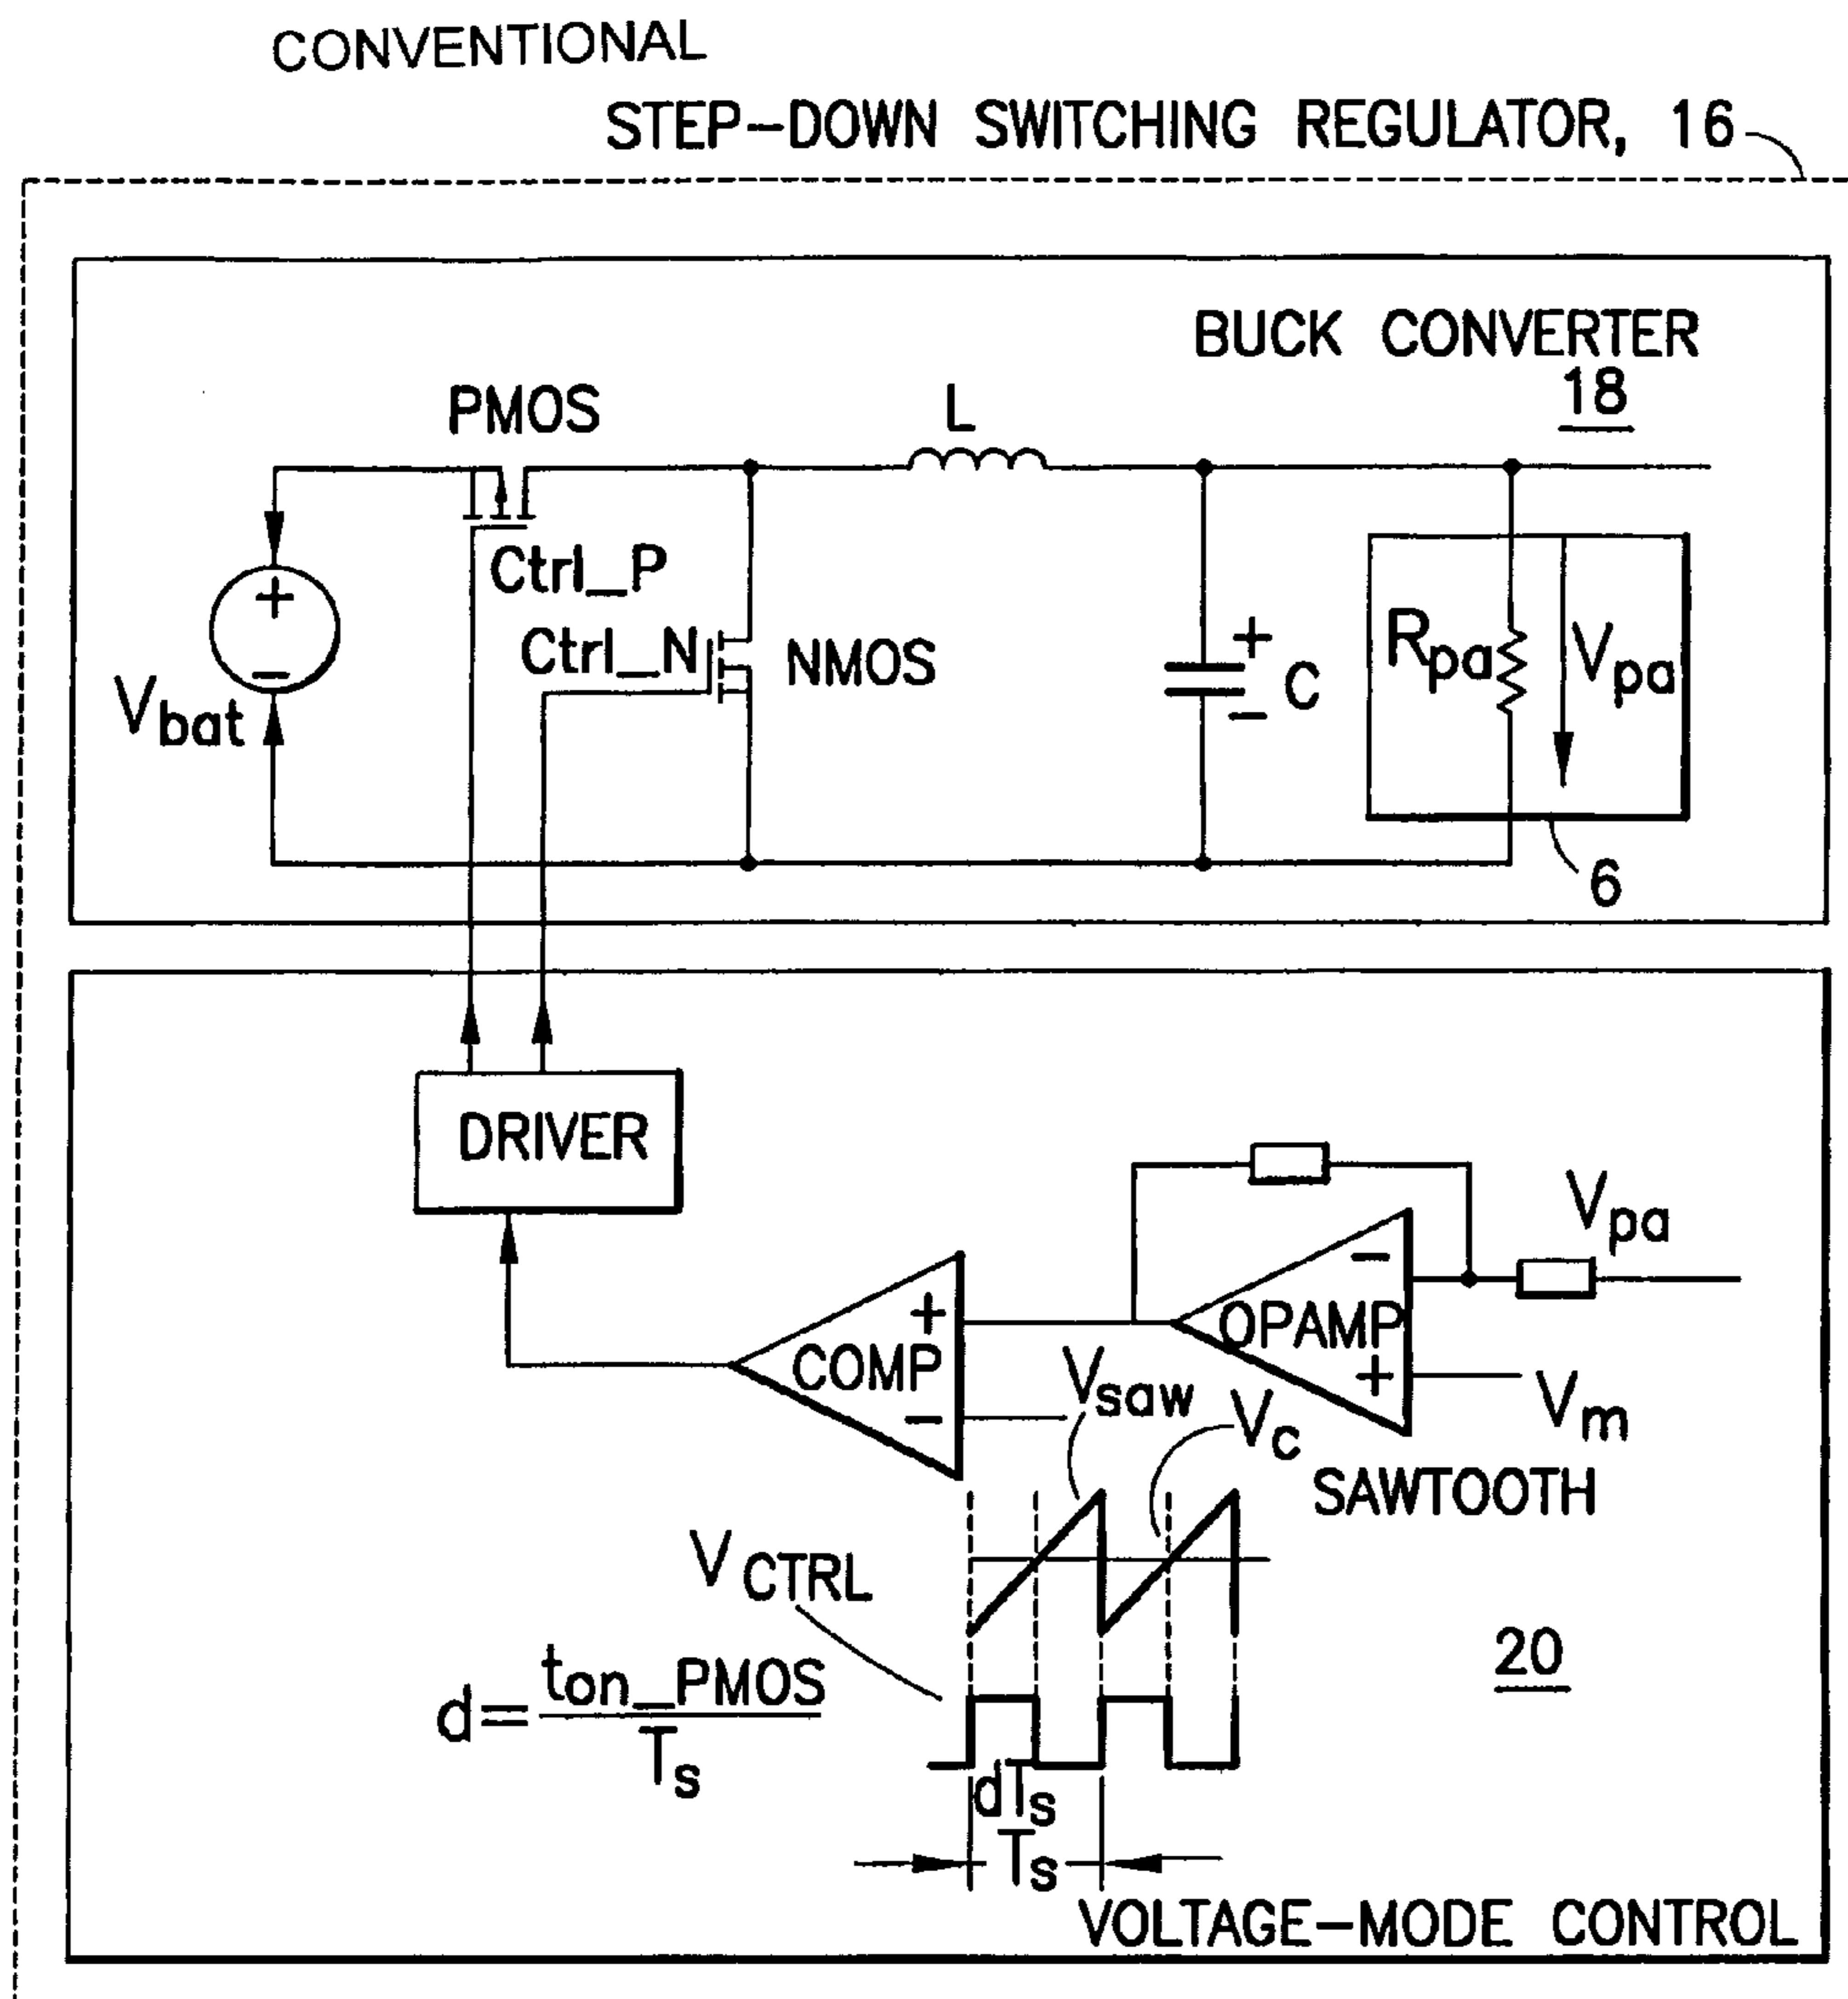 CONVENTIONAL
STEP-DOWN SWITCHING REGULATOR, 16
BUCK CONVERTER
18
PMOS
L
Ctrl_P
+
Ctrl_N
NMOS
+
Rpa
Vpa
-
C
-
Vbat
6
DRIVER
Vpa
-
+
OPAMP
COMP
Vsaw
+
Vm
-
Vc
SAWTOOTH
VCTRL
20
d=ton_PMOS
Ts
dTs
Ts
VOLTAGE-MODE CONTROL